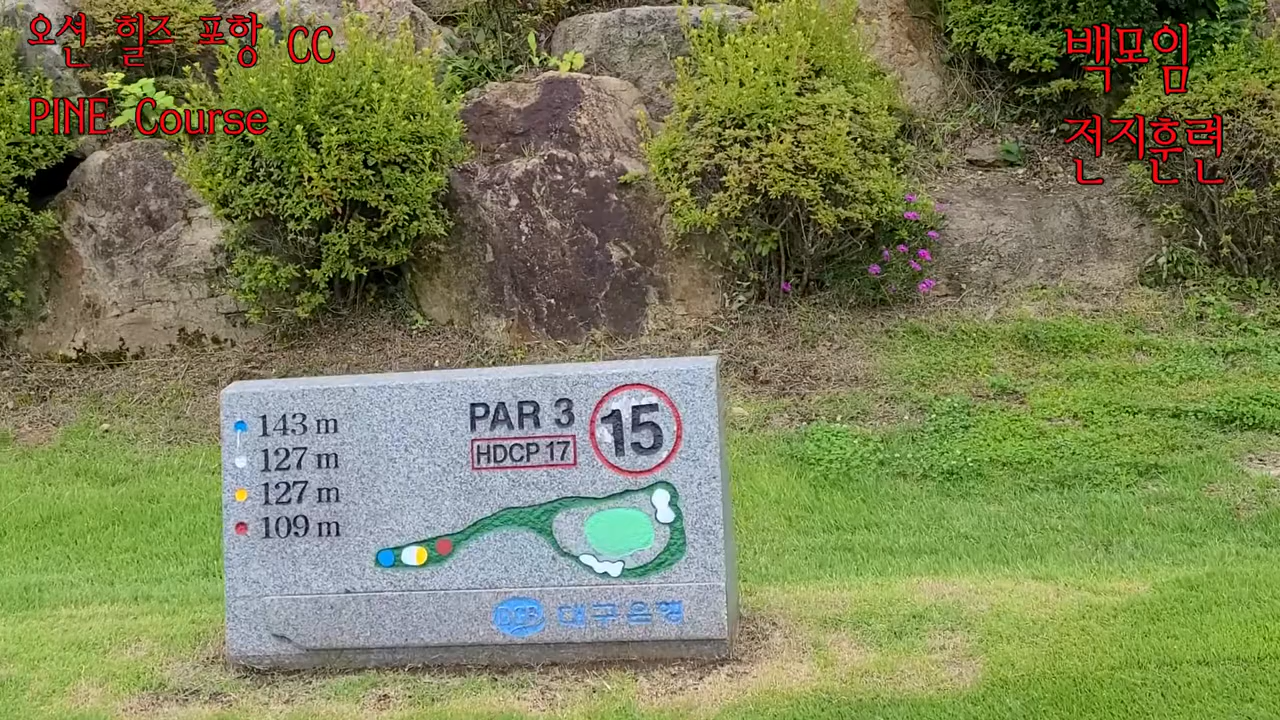 오션 힐즈 포항 CC
PINE Course
백모임
전지훈련
143 m
127 m
127 m
109 m
PAR 3
HDCP 17
15
DGB 대구은행